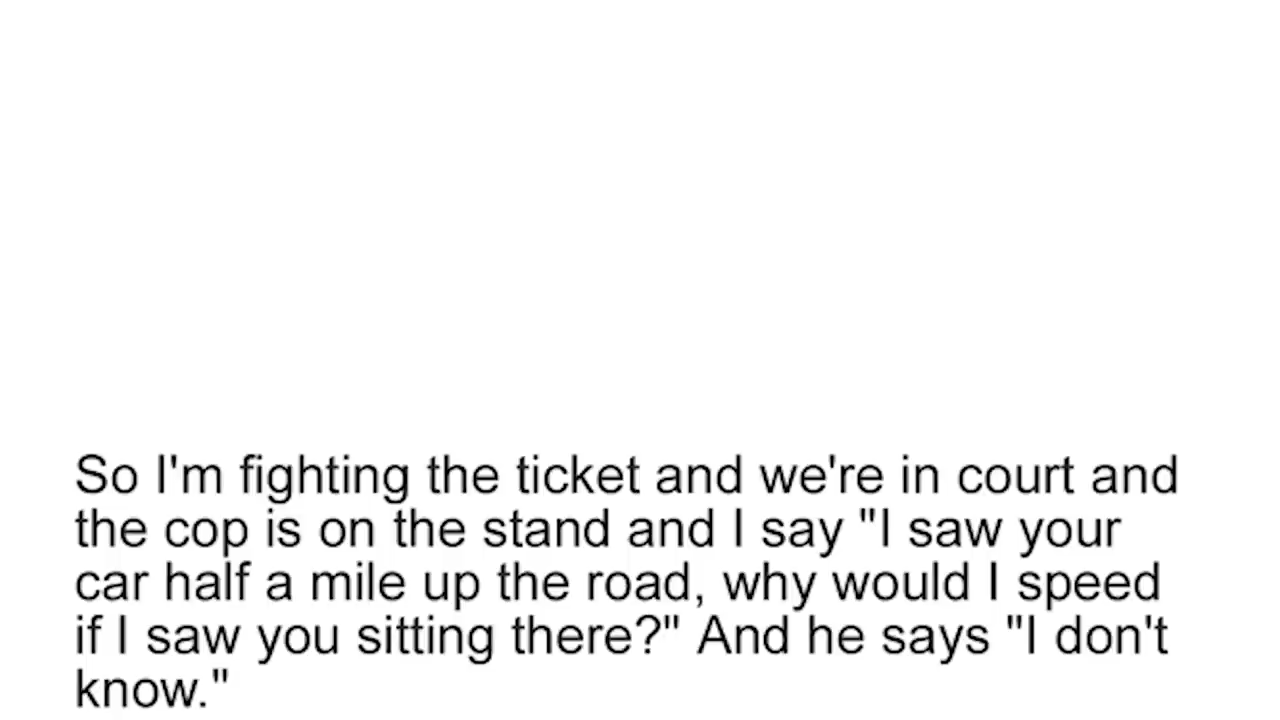 So I'm fighting the ticket and we're in court and
the cop is on the stand and I say "I saw your
car half a mile up the road, why would I speed
if I saw you sitting there?" And he says "I don't
know."